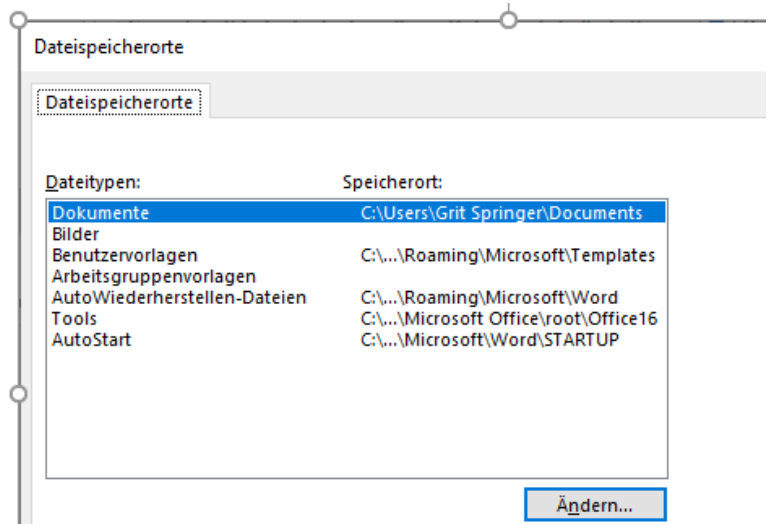 Dateispeicherorte
Dateispeicherorte
Dateitypen: Speicherort:
Dokumente C:\Users\Grit Springer\Documents
Bilder
Benutzervorlagen C:\...\Roaming\Microsoft\Templates
Arbeitsgruppenvorlagen
AutoWiederherstellen-Dateien C:\...\Roaming\Microsoft\Word
Tools C:\...\Microsoft Office\root\Office16
AutoStart C:\...\Microsoft\Word\STARTUP
Ändern...